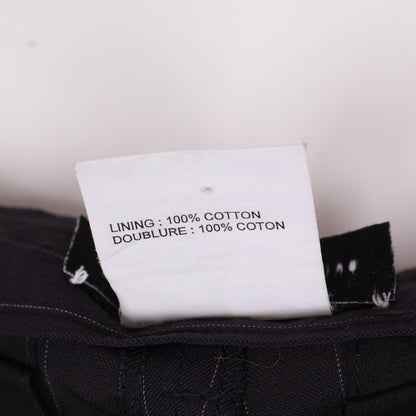 LINING : 100% COTTON
DOUBLURE : 100% COTON